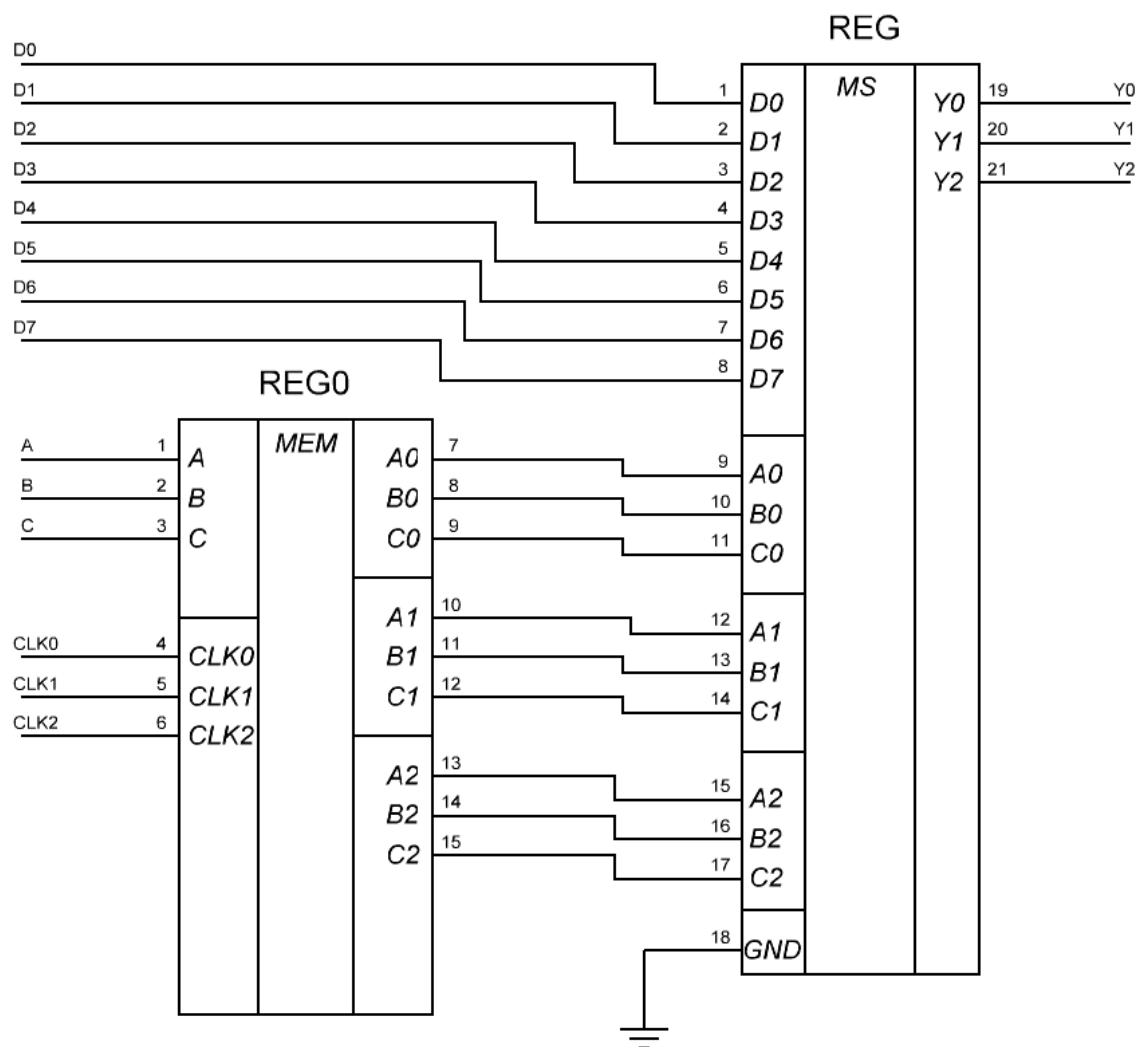 REG
D0
D1
D2
D3
D4
D5
D6
D7
1 D0 MS Y0 19 Y0
2 D1 Y1 20 Y1
3 D2 Y2 21 Y2
4 D3
5 D4
6 D5
7 D6
8 D7
REG0
A 1 A MEM A0 7
B 2 B B0 8
C 3 C C0 9
9 A0
10 B0
11 C0
A1 10
CLK0 4 CLK0 B1 11
CLK1 5 CLK1 C1 12
CLK2 6 CLK2
12 A1
13 B1
14 C1
A2 13
B2 14
C2 15
15 A2
16 B2
17 C2
18 GND